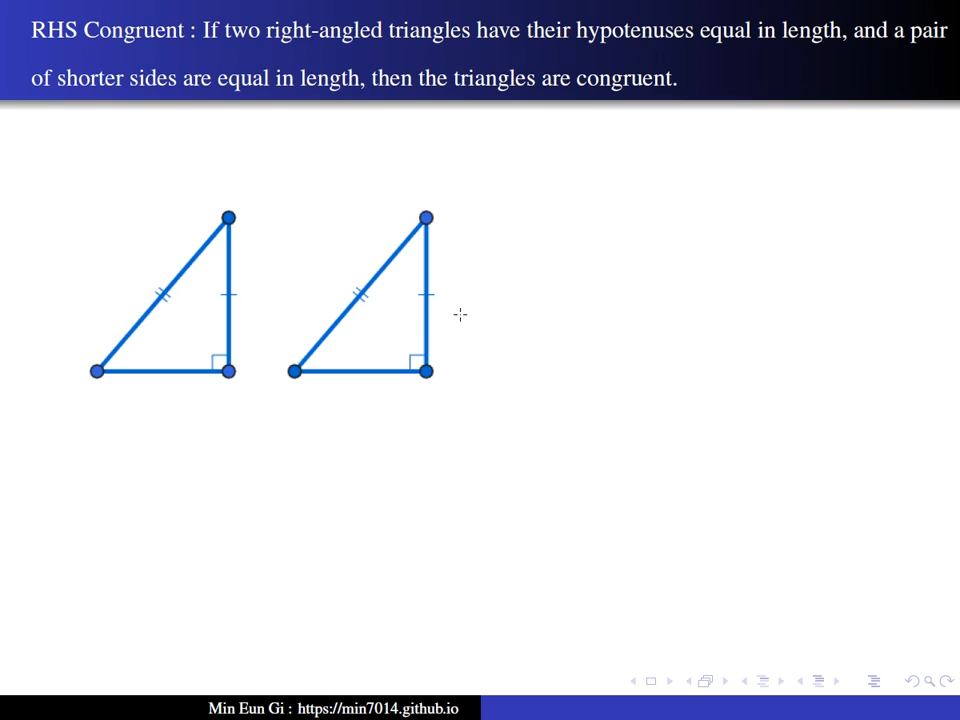 RHS Congruent : If two right-angled triangles have their hypotenuses equal in length, and a pair
of shorter sides are equal in length, then the triangles are congruent.
Min Eun Gi : https://min7014.github.io